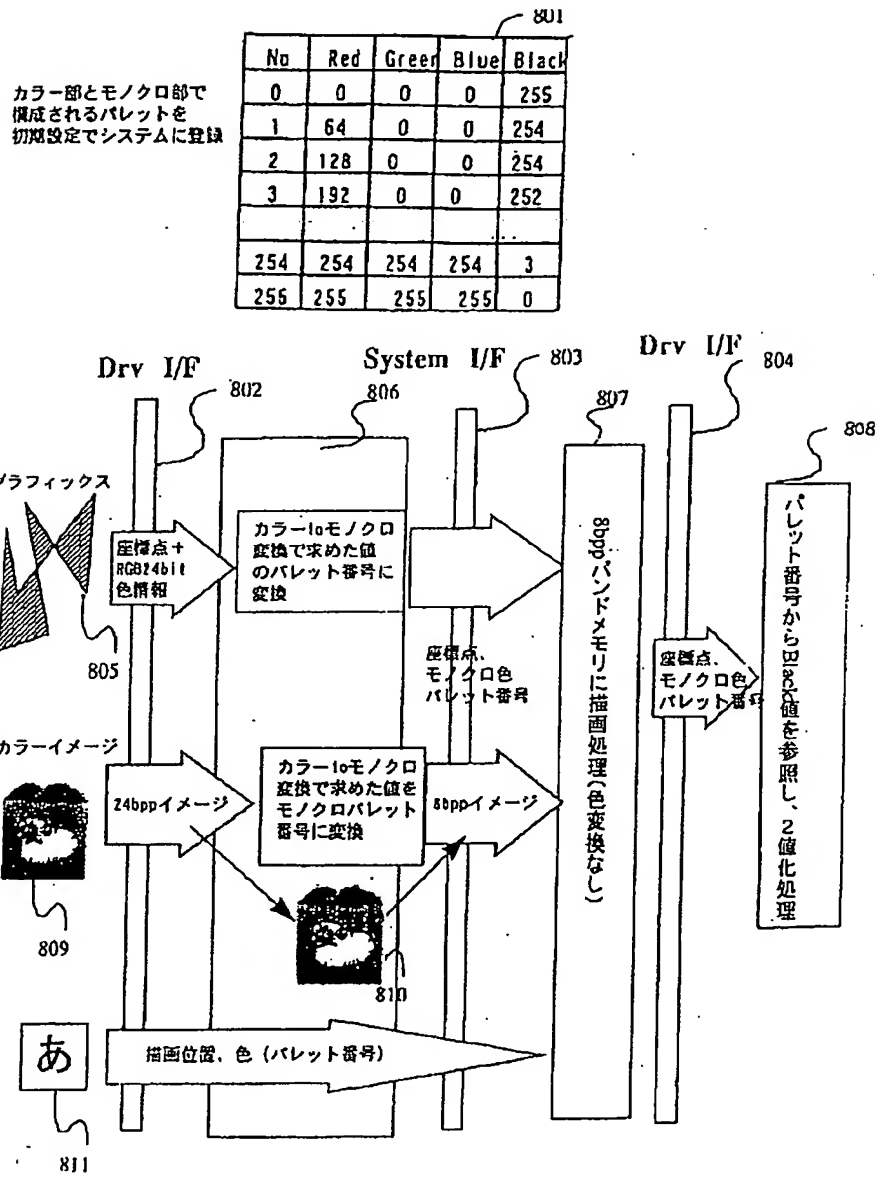 801
No Red Green Blue Black
0 0 0 0 255
1 64 0 0 254
2 128 0 0 254
3 192 0 0 252
254 254 254 254 3
255 255 255 255 0
カラー部とモノクロ部で
構成されるパレットを
初期設定でシステムに登録
Drv I/F
802
806
System I/F
803
807
Drv I/F
804
808
グラフィックス
805
座標点+
RGB24bit
色情報
カラーtoモノクロ
変換で求めた値
のパレット番号に
変換
座標点、
モノクロ色
パレット番号
8bppバンドメモリに描画処理(色変換なし)
座標点、
モノクロ色
パレット番号
パレット番号からBlack値を参照し、2値化処理
カラーイメージ
809
24bppイメージ
カラーtoモノクロ
変換で求めた値を
モノクロパレット
番号に変換
8bppイメージ
810
あ
811
描画位置、色(パレット番号)